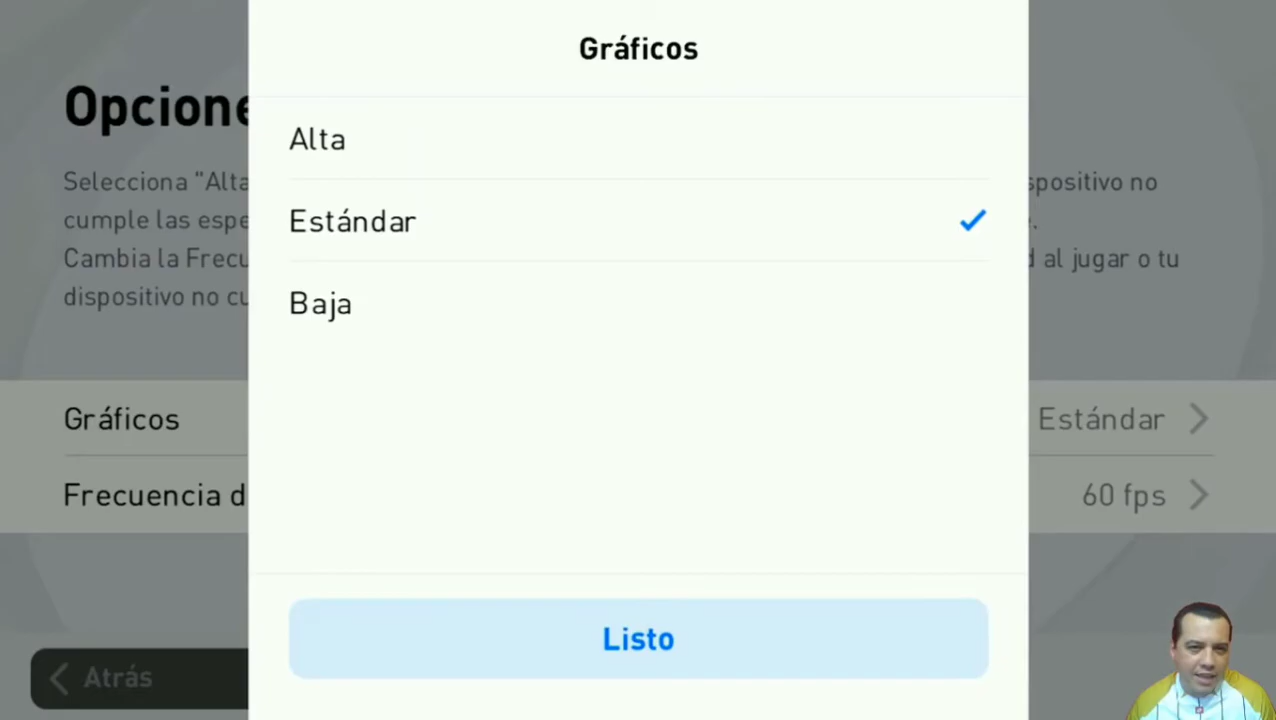 Gráficos
Opcione
Alta
Selecciona "Alta
spositivo no
cumple las espe
Estándar
Cambia la Frecu
d al jugar o tu
dispositivo no cu
Baja
Gráficos
Estándar
Frecuencia d
60 fps
Listo
Atrás